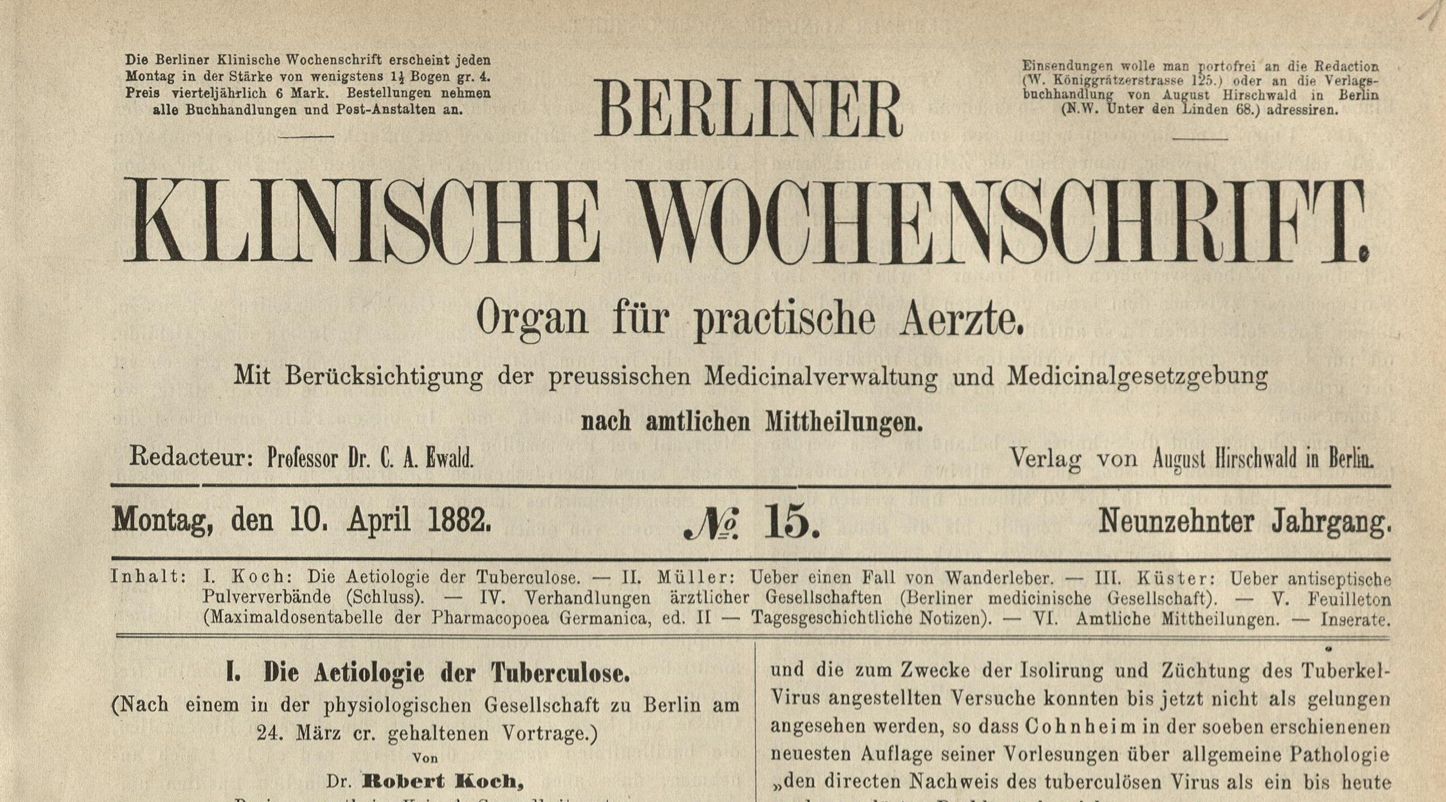 Die Berliner Klinische Wochenschrift erscheint jeden
Montag in der Stärke von wenigstens 1½ Bogen gr. 4.
Preis vierteljährlich 6 Mark. Bestellungen nehmen
alle Buchhandlungen und Post-Anstalten an.
Einsendungen wolle man portofrei an die Redaction
(W. Königgrätzerstrasse 125.) oder an die Verlags-
buchhandlung von August Hirschwald in Berlin
(N.W. Unter den Linden 68.) adressiren.
BERLINER
KLINISCHE WOCHENSCHRIFT.
Organ für practische Aerzte.
Mit Berücksichtigung der preussischen Medicinalverwaltung und Medicinalgesetzgebung
nach amtlichen Mittheilungen.
Redacteur: Professor Dr. C. A. Ewald.
Verlag von August Hirschwald in Berlin.
Montag, den 10. April 1882.
№ 15.
Neunzehnter Jahrgang.
Inhalt: I. Koch: Die Aetiologie der Tuberculose. — II. Müller: Ueber einen Fall von Wanderleber. — III. Küster: Ueber antiseptische
Pulververbände (Schluss). — IV. Verhandlungen ärztlicher Gesellschaften (Berliner medicinische Gesellschaft). — V. Feuilleton
(Maximaldosentabelle der Pharmacopoea Germanica, ed. II — Tagesgeschichtliche Notizen). — VI. Amtliche Mittheilungen. — Inserate.
I. Die Aetiologie der Tuberculose.
(Nach einem in der physiologischen Gesellschaft zu Berlin am
24. März cr. gehaltenen Vortrage.)
Von
Dr. Robert Koch,
und die zum Zwecke der Isolirung und Züchtung des Tuberkel-
Virus angestellten Versuche konnten bis jetzt nicht als gelungen
angesehen werden, so dass Cohnheim in der soeben erschienenen
neuesten Auflage seiner Vorlesungen über allgemeine Pathologie
„den directen Nachweis des tuberculösen Virus als ein bis heute